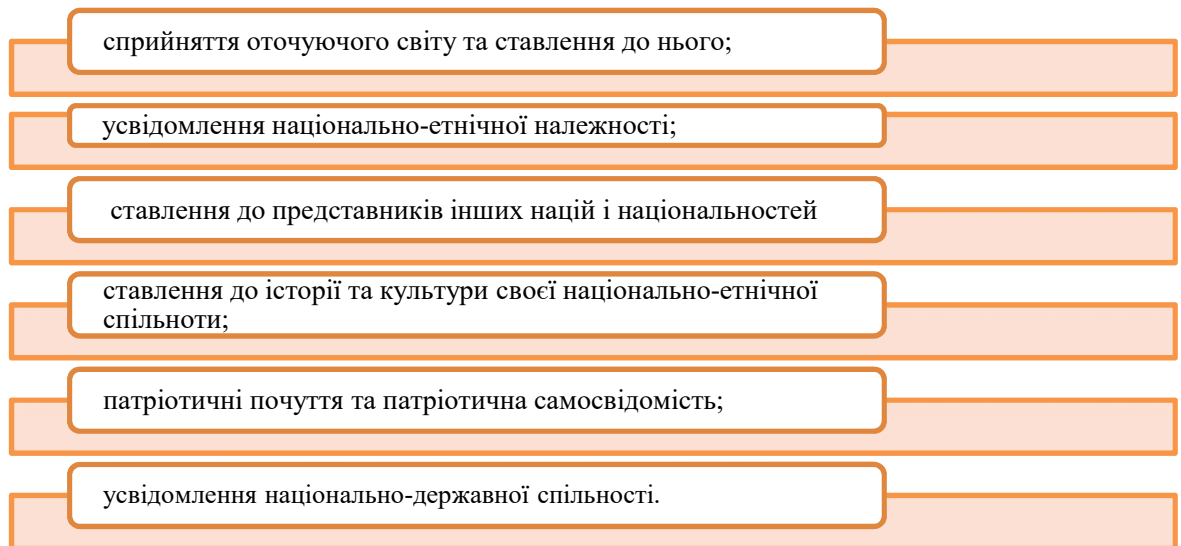 сприйняття оточуючого світу та ставлення до нього;
усвідомлення національно-етнічної належності;
ставлення до представників інших націй і національностей
ставлення до історії та культури своєї національно-етнічної
спільноти;
патріотичні почуття та патріотична самосвідомість;
усвідомлення національно-державної спільності.